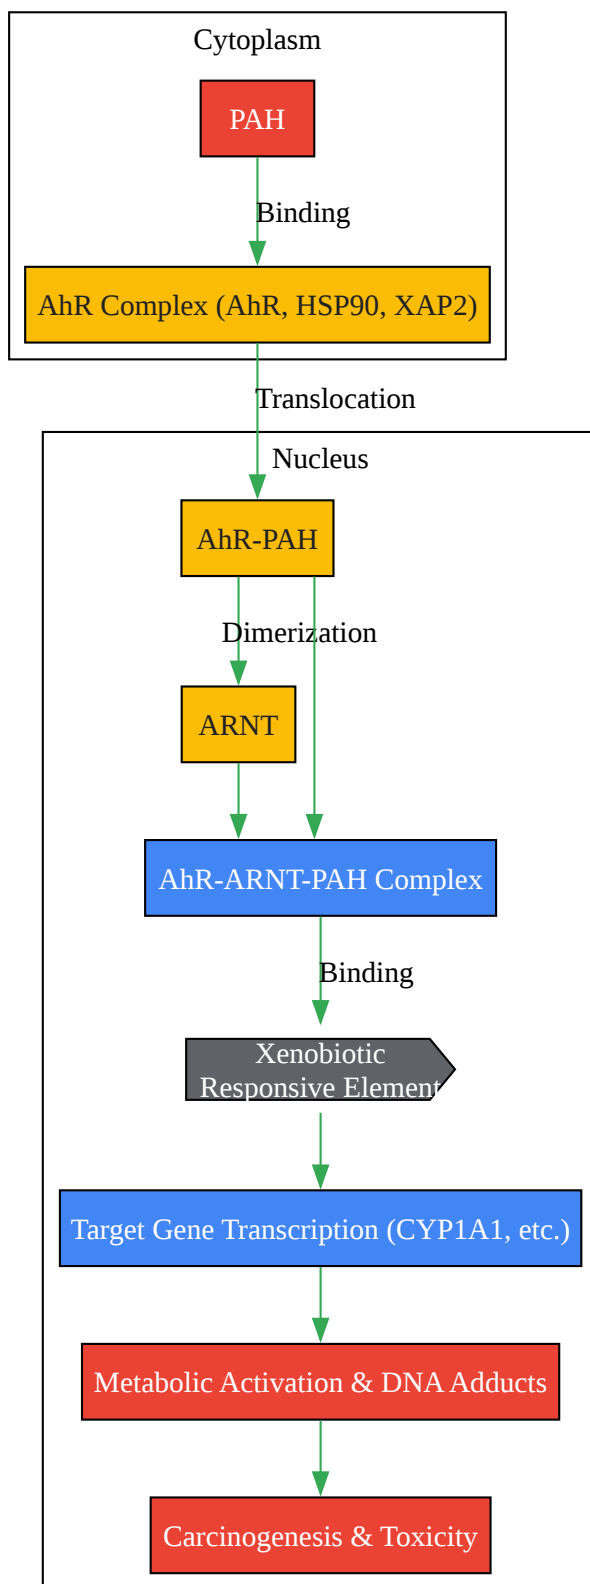 Cytoplasm
PAH
Binding
AhR Complex (AhR, HSP90, XAP2)
Translocation
Nucleus
AhR-PAH
Dimerization
ARNT
AhR-ARNT-PAH Complex
Binding
Xenobiotic
Responsive Element
Target Gene Transcription (CYP1A1, etc.)
Metabolic Activation & DNA Adducts
Carcinogenesis & Toxicity